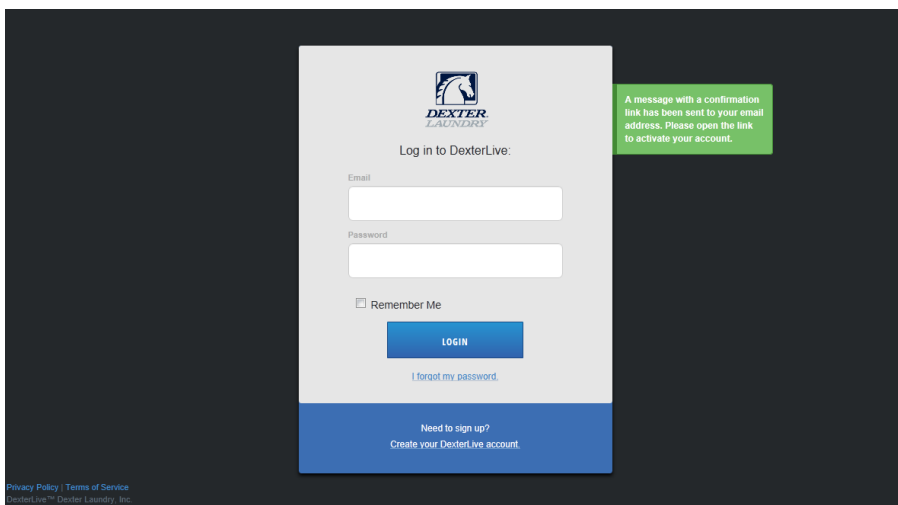 DEXTER
LAUNDRY
Log in to DexterLive:
Email
Password
Remember Me
LOGIN
I forgot my password.
Need to sign up?
Create your DexterLive account.
A message with a confirmation
link has been sent to your email
address. Please open the link
to activate your account.
Privacy Policy | Terms of Service
DexterLive™ Dexter Laundry, Inc.